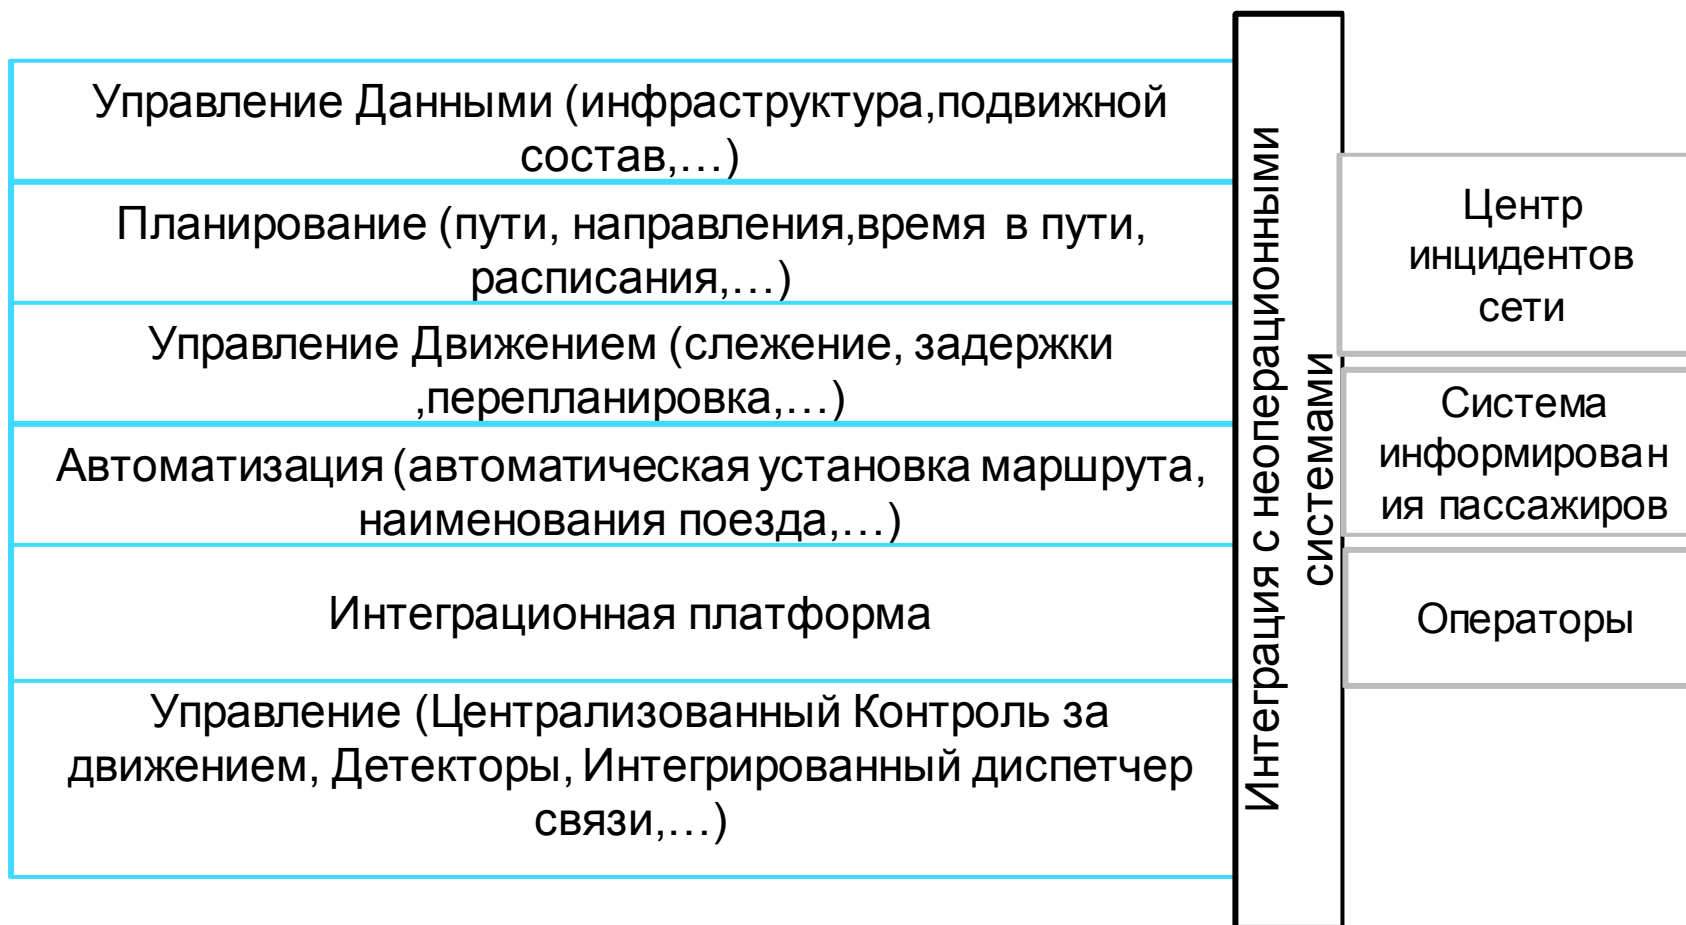 Управление Данными (инфраструктура,подвижной
состав,…)
Планирование (пути, направления,время в пути,
расписания,…)
Управление Движением (слежение, задержки
,перепланировка,…)
Автоматизация (автоматическая установка маршрута,
наименования поезда,…)
Интеграционная платформа
Управление (Централизованный Контроль за
движением, Детекторы, Интегрированный диспетчер
связи,…)
Интеграция с неоперационными
системами
Центр
инцидентов
сети
Система
информирован
ия пассажиров
Операторы